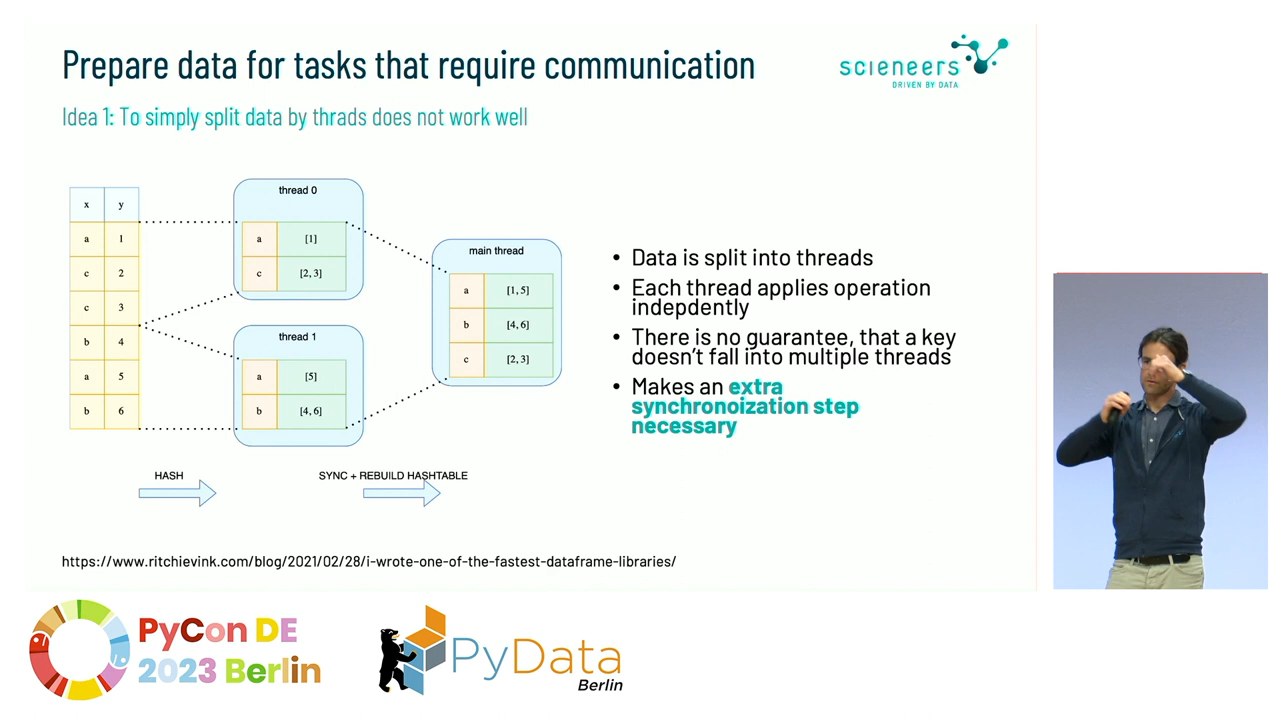 Prepare data for tasks that require communication
scieneers
DRIVEN BY DATA
Idea 1: To simply split data by thrads does not work well
x y
a 1
c 2
c 3
b 4
a 5
b 6
thread 0
a [1]
c [2, 3]
thread 1
a [5]
b [4, 6]
main thread
a [1, 5]
b [4, 6]
c [2, 3]
HASH
SYNC + REBUILD HASHTABLE
• Data is split into threads
• Each thread applies operation
indepdently
• There is no guarantee, that a key
doesn't fall into multiple threads
• Makes an extra
synchronoization step
necessary
https://www.ritchievink.com/blog/2021/02/28/i-wrote-one-of-the-fastest-dataframe-libraries/
PyCon DE
2023 Berlin
PyData
Berlin